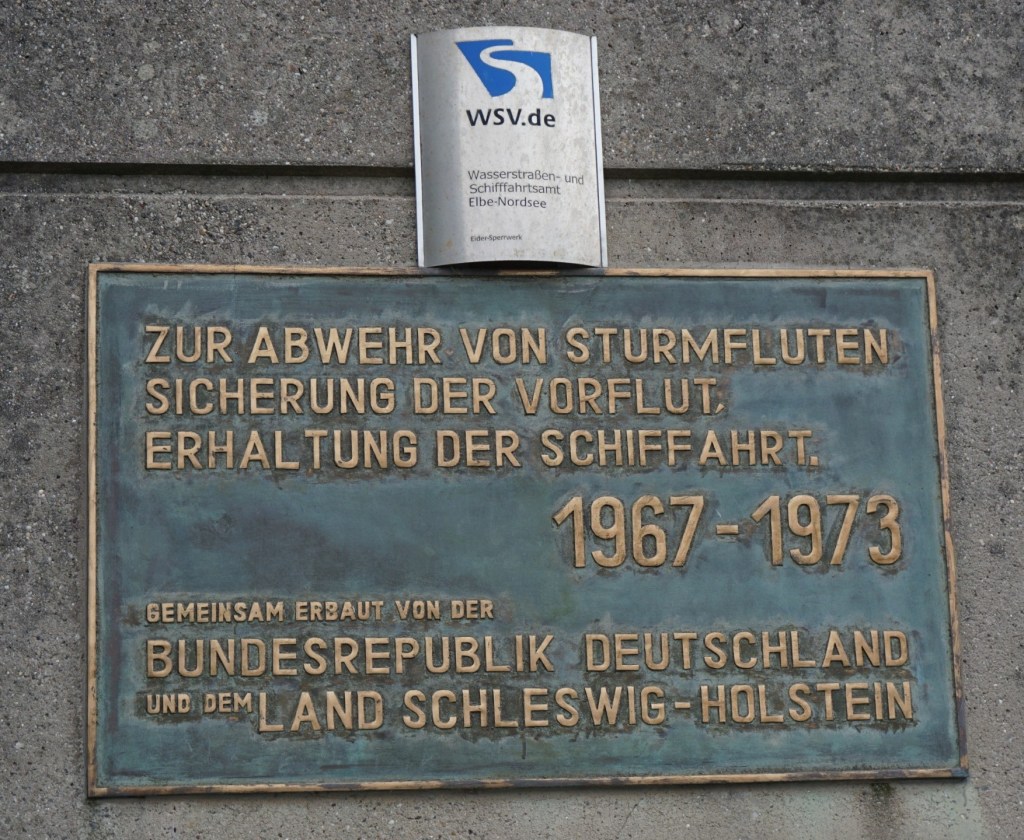 WSV.de
Wasserstraßen- und
Schifffahrtsamt
Elbe-Nordsee
Eider-Sperrwerk
ZUR ABWEHR VON STURMFLUTEN
SICHERUNG DER VORFLUT,
ERHALTUNG DER SCHIFFAHRT.
1967-1973
GEMEINSAM ERBAUT VON DER
BUNDESREPUBLIK DEUTSCHLAND
UND DEM LAND SCHLESWIG-HOLSTEIN